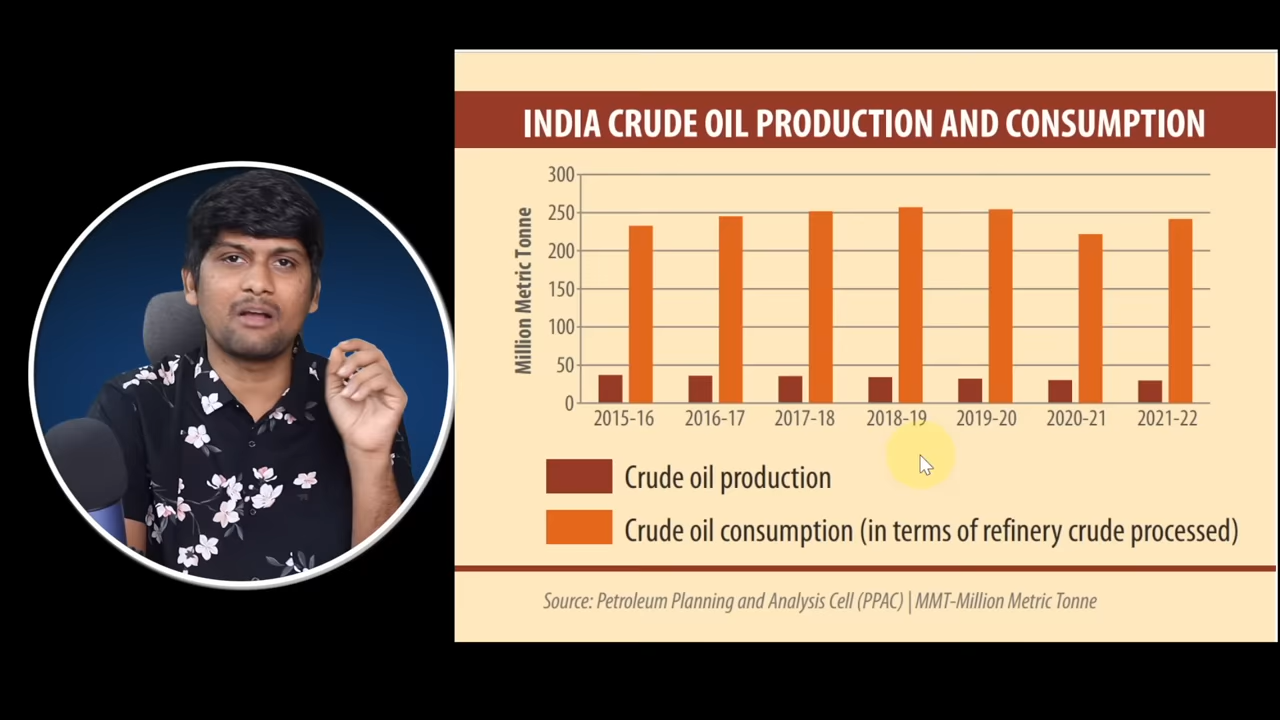 INDIA CRUDE OIL PRODUCTION AND CONSUMPTION
300
250
200
150
100
50
0
Million Metric Tonne
2015-16 2016-17 2017-18 2018-19 2019-20 2020-21 2021-22
Crude oil production
Crude oil consumption (in terms of refinery crude processed)
Source: Petroleum Planning and Analysis Cell (PPAC) | MMT-Million Metric Tonne